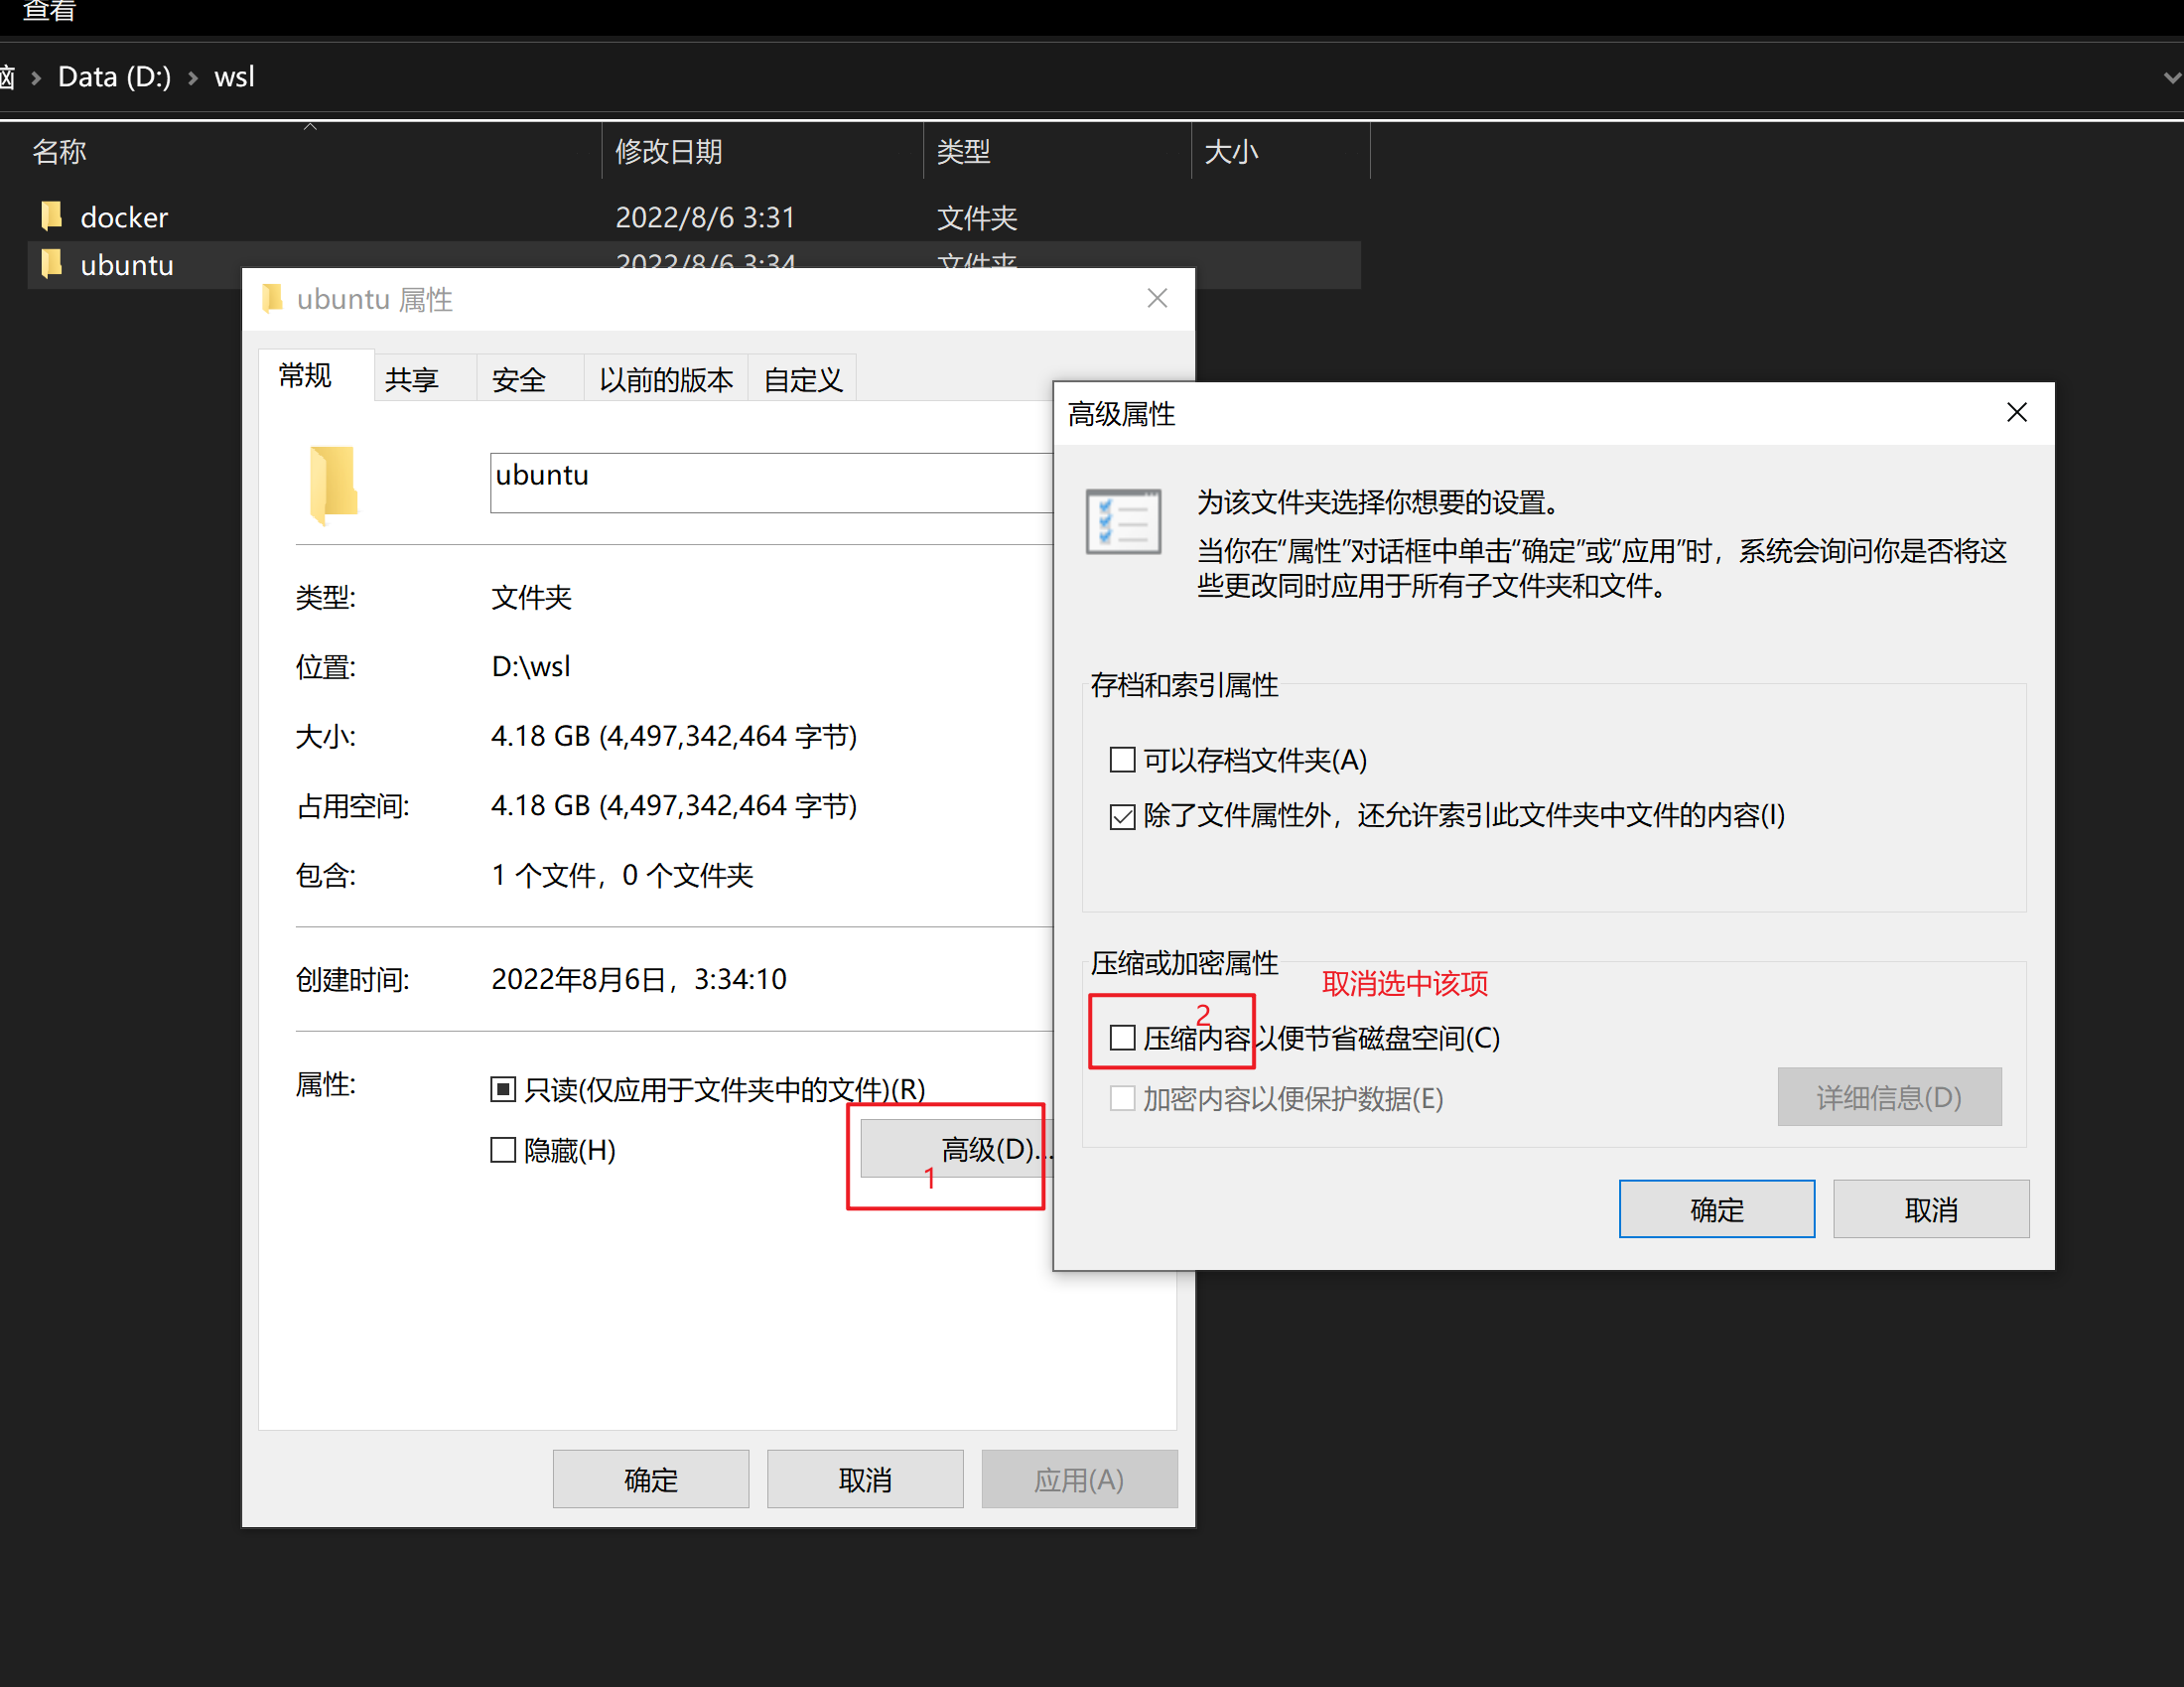 查看
脑 › Data (D:) › wsl
名称 修改日期 类型 大小
docker 2022/8/6 3:31 文件夹
ubuntu 2022/8/6 3:34 文件夹
ubuntu 属性
常规 共享 安全 以前的版本 自定义
ubuntu
类型: 文件夹
位置: D:\wsl
大小: 4.18 GB (4,497,342,464 字节)
占用空间: 4.18 GB (4,497,342,464 字节)
包含: 1 个文件，0 个文件夹
创建时间: 2022年8月6日，3:34:10
属性: 只读(仅应用于文件夹中的文件)(R)
隐藏(H)
高级(D)...
1
确定 取消 应用(A)
高级属性
为该文件夹选择你想要的设置。
当你在“属性”对话框中单击“确定”或“应用”时，系统会询问你是否将这
些更改同时应用于所有子文件夹和文件。
存档和索引属性
可以存档文件夹(A)
除了文件属性外，还允许索引此文件夹中文件的内容(I)
压缩或加密属性
取消选中该项
2
压缩内容以便节省磁盘空间(C)
加密内容以便保护数据(E)
详细信息(D)
确定 取消